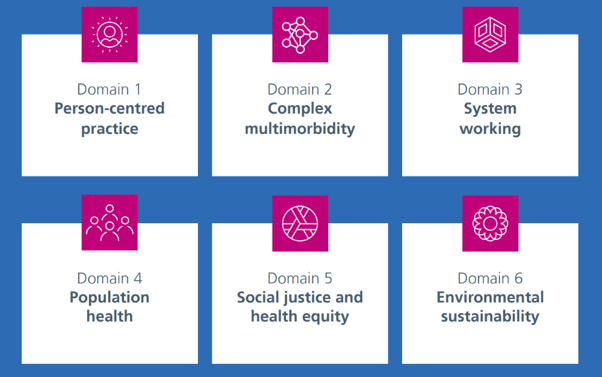 Domain 1
Person-centred
practice
Domain 2
Complex
multimorbidity
Domain 3
System
working
Domain 4
Population
health
Domain 5
Social justice and
health equity
Domain 6
Environmental
sustainability